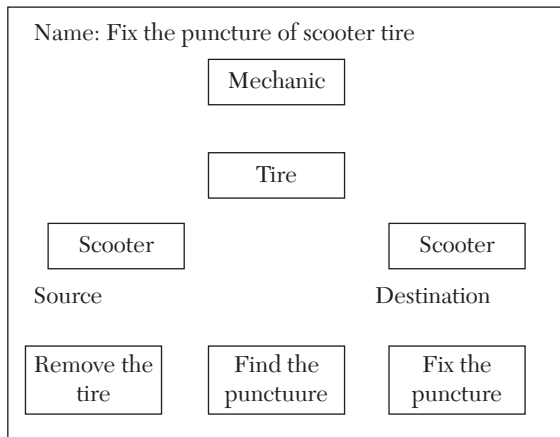 Name: Fix the puncture of scooter tire
Mechanic
Tire
Scooter
Scooter
Source
Destination
Remove the
tire
Find the
punctuure
Fix the
puncture